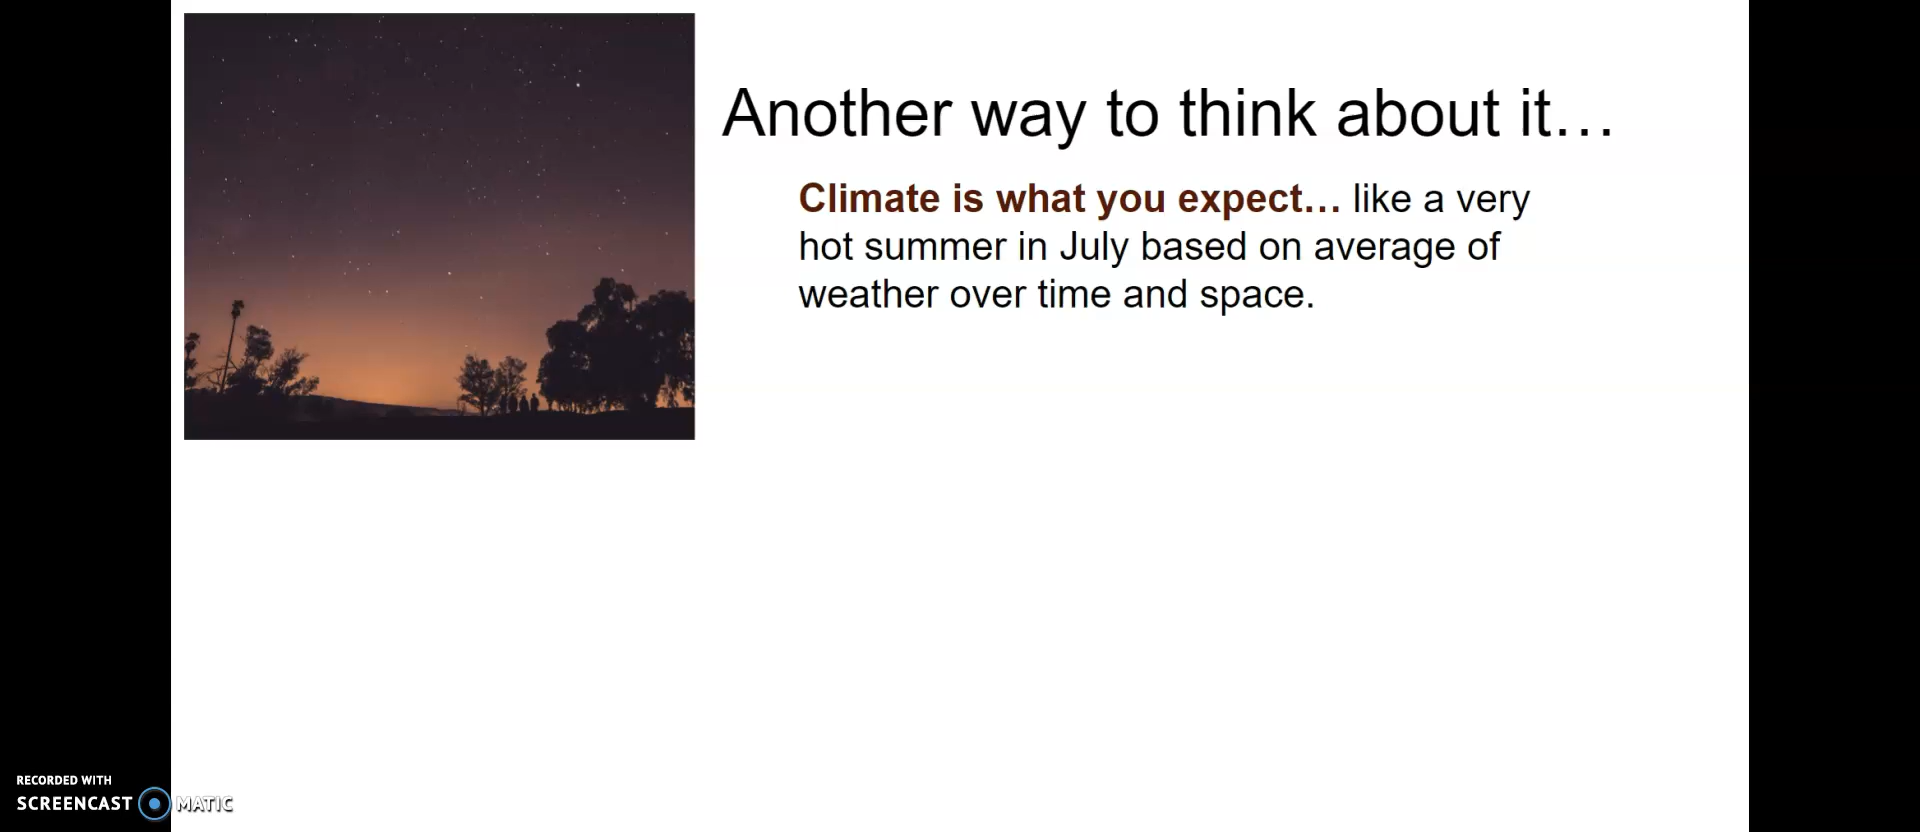 Another way to think about it…
Climate is what you expect… like a very
hot summer in July based on average of
weather over time and space.
RECORDED WITH
SCREENCAST MATIC